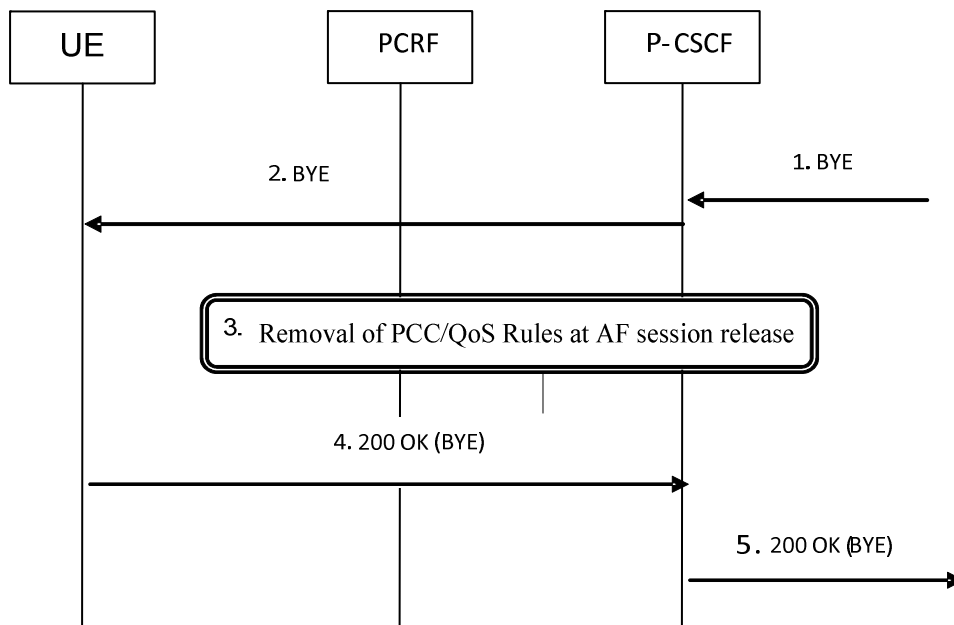 UE
PCRF
P-CSCF
1. BYE
2. BYE
3. Removal of PCC/QoS Rules at AF session release
4. 200 OK (BYE)
5. 200 OK (BYE)